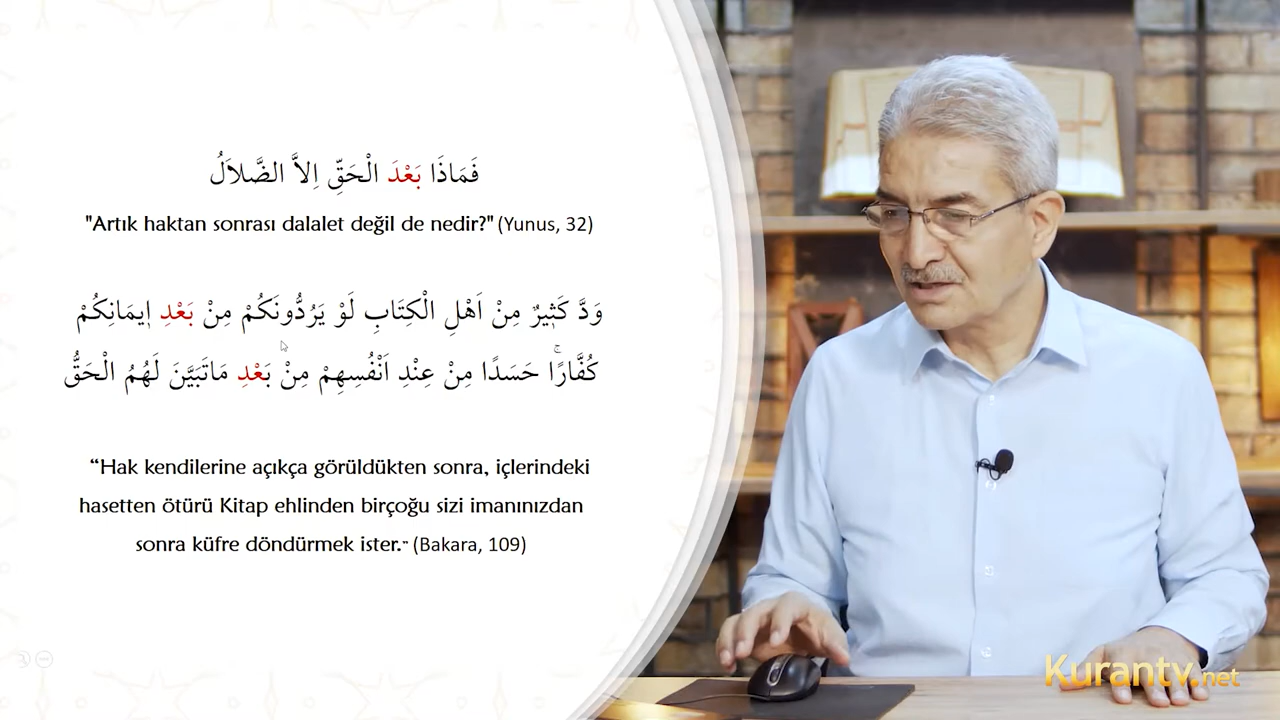 فَمَاذَا بَعْدَ الْحَقِّ اِلاَّ الضَّلاَلُ
"Artık haktan sonrası dalalet değil de nedir?" (Yunus, 32)
وَدَّ كَثِيرٌ مِنْ اَهْلِ الْكِتَابِ لَوْ يَرُدُّونَكُمْ مِنْ بَعْدِ اِيمَانِكُمْ
كُفَّارًاۚ حَسَدًا مِنْ عِنْدِ اَنْفُسِهِمْ مِنْ بَعْدِ مَاتَبَيَّنَ لَهُمُ الْحَقُّ
“Hak kendilerine açıkça görüldükten sonra, içlerindeki
hasetten ötürü Kitap ehlinden birçoğu sizi imanınızdan
sonra küfre döndürmek ister.” (Bakara, 109)
Kurantv.net